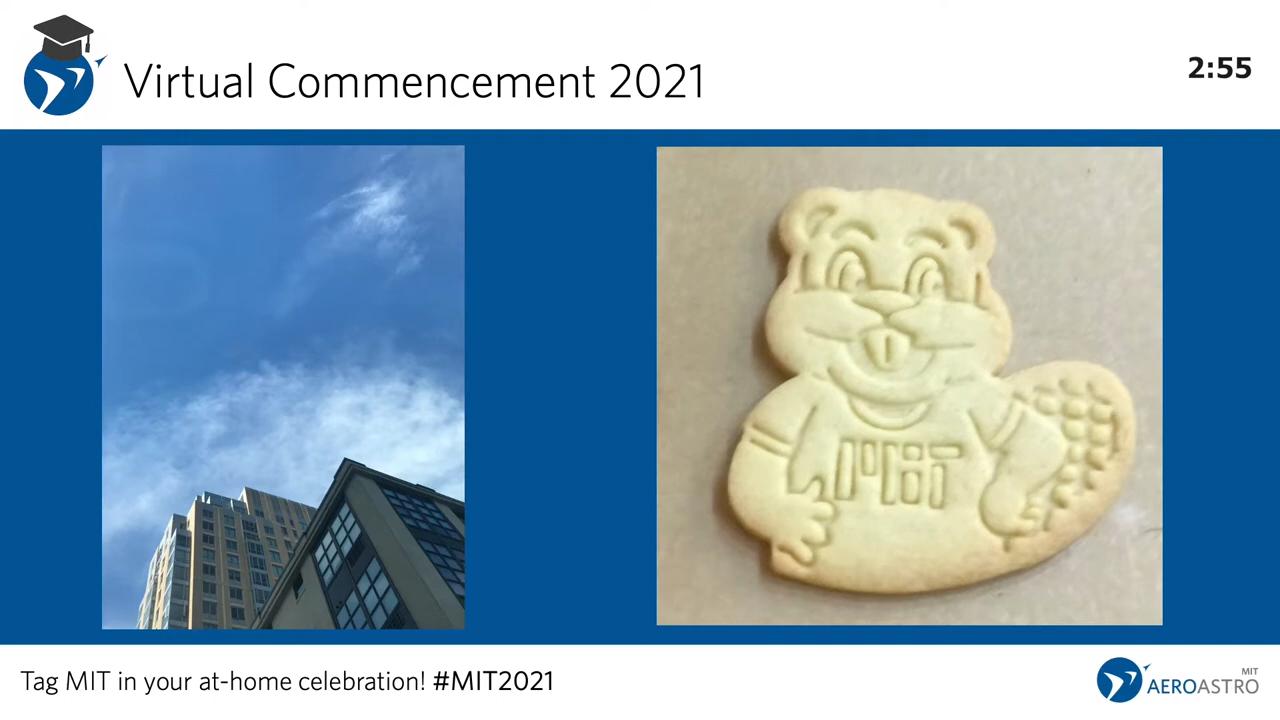 Virtual Commencement 2021
2:55
MIT
Tag MIT in your at-home celebration! #MIT2021
MIT
AEROASTRO